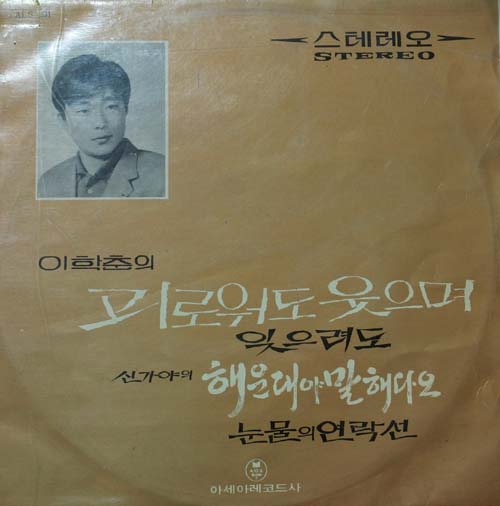 스테레오
STEREO
이학춘의
괴로워도 웃으며
잊으려도
신가야의 해운대야 말해다오
눈물의 연락선
아세아레코드사